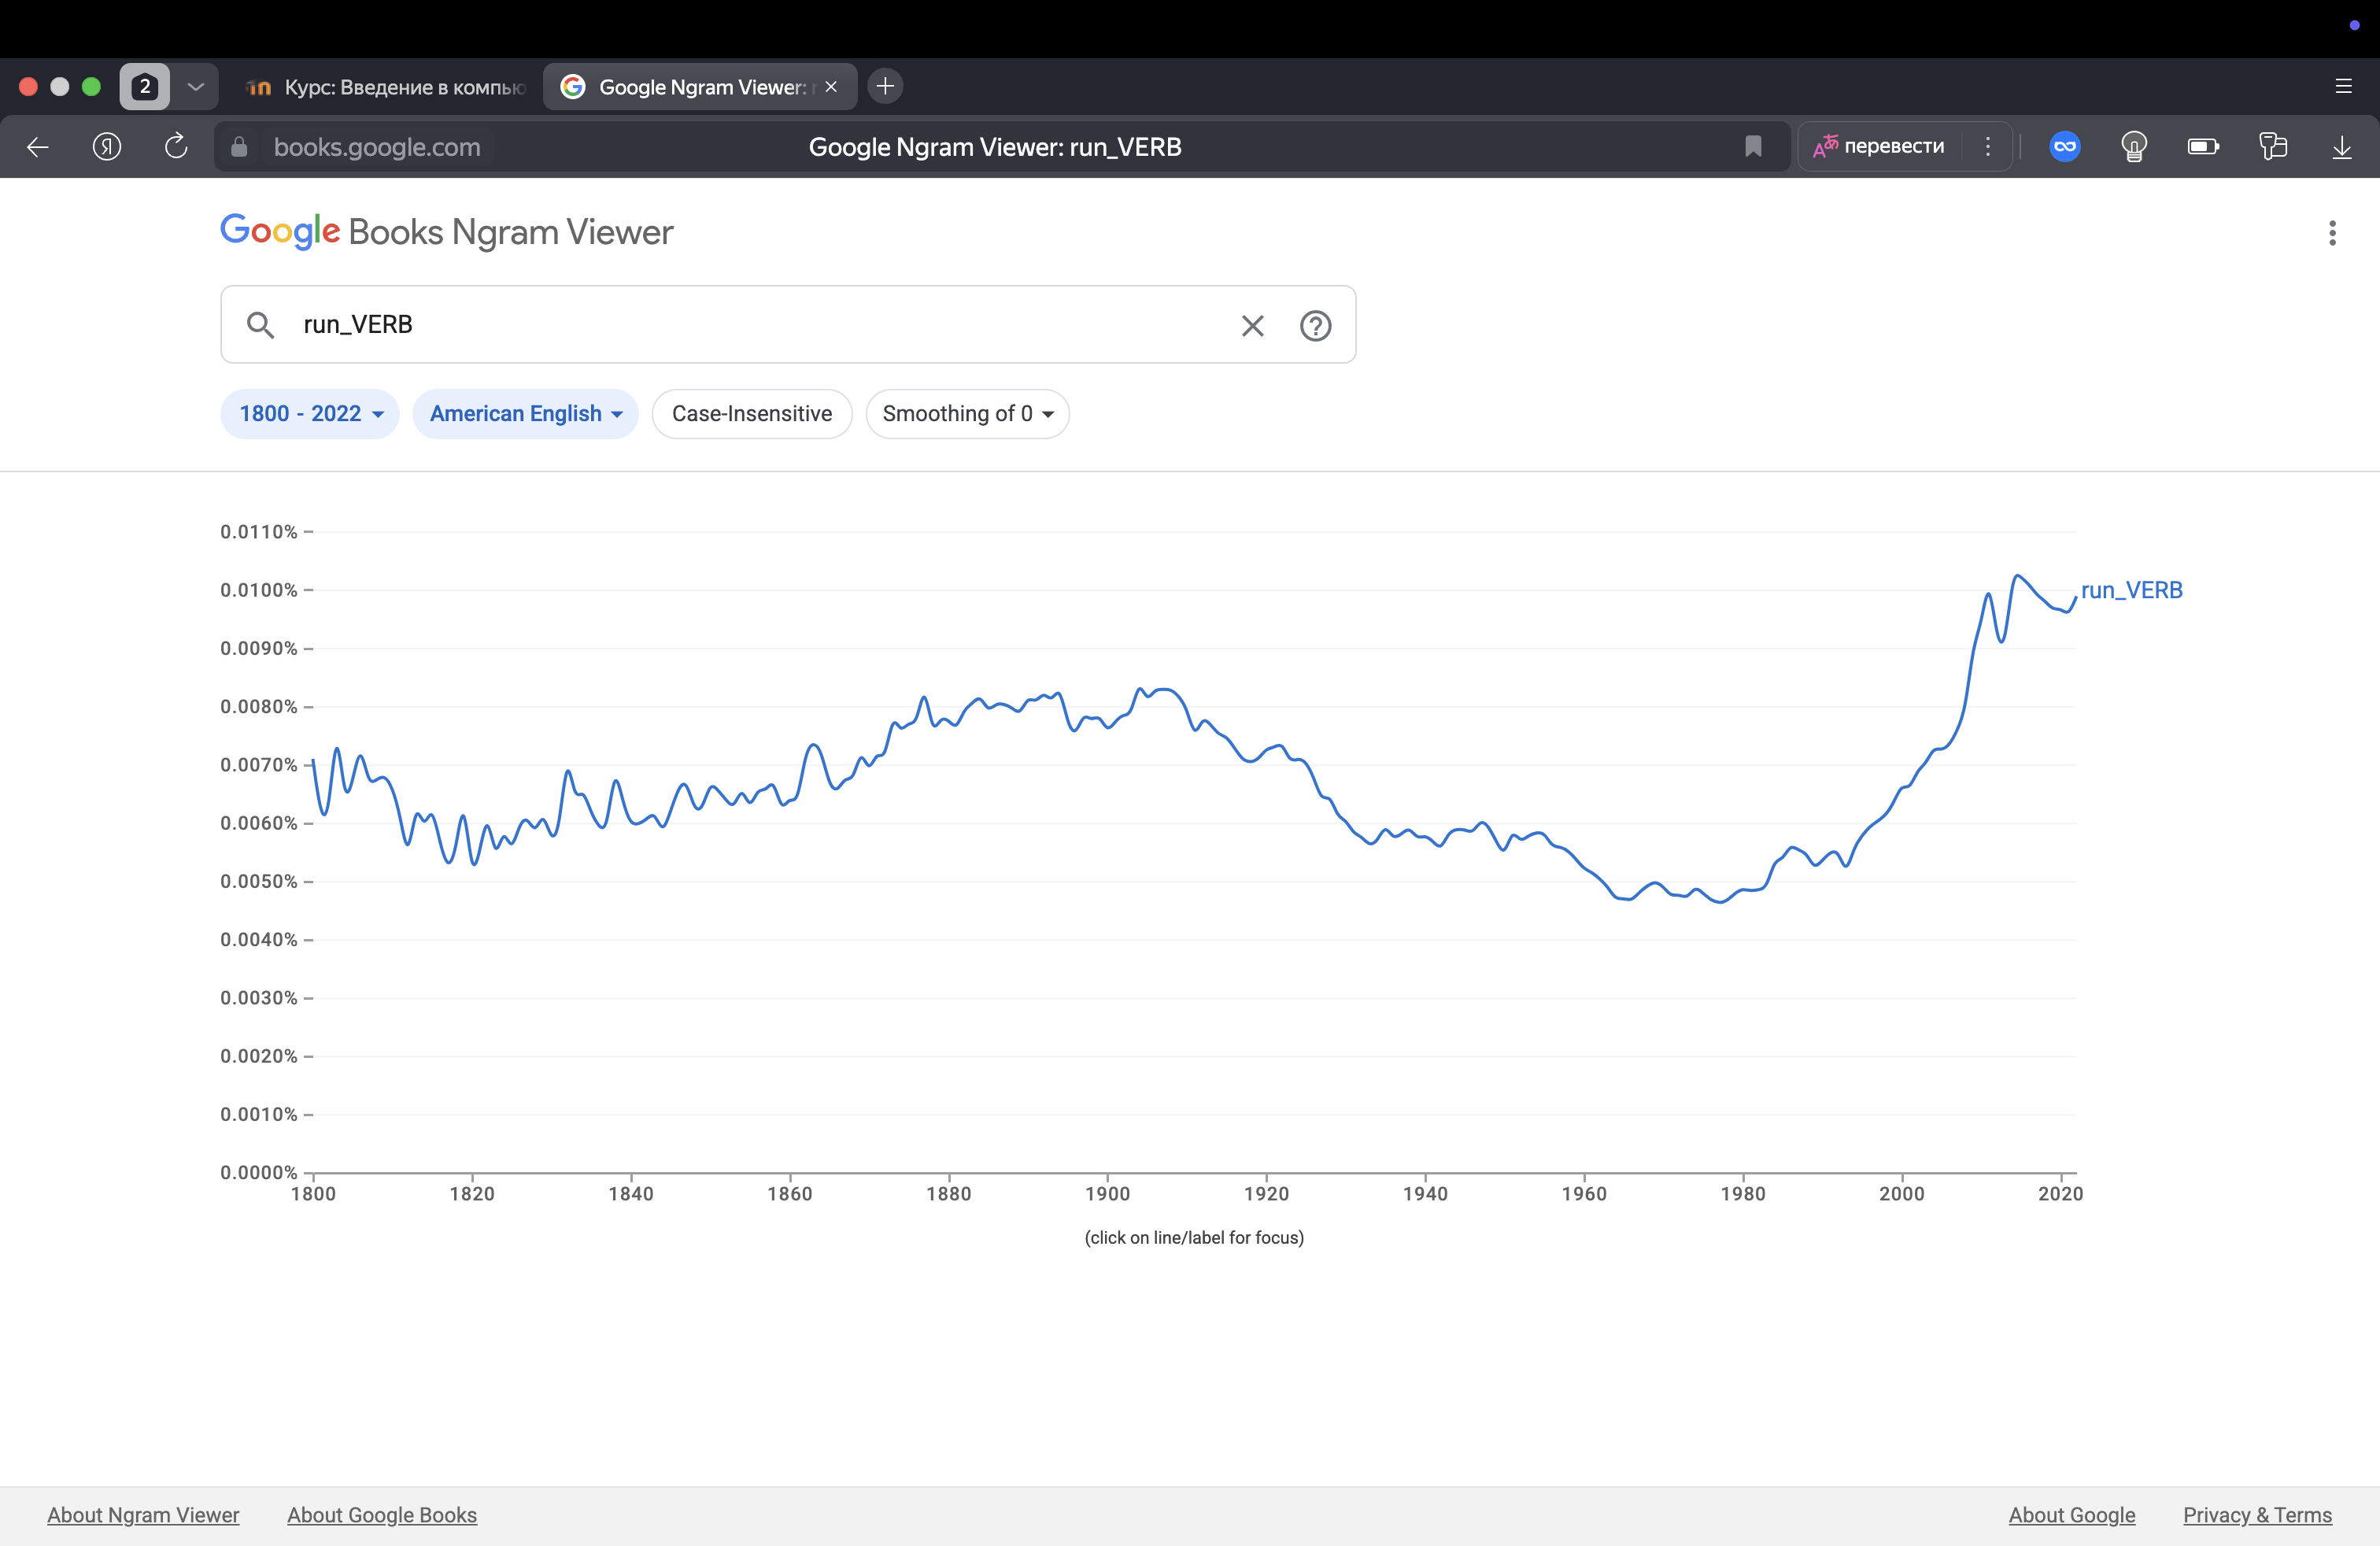 2
Курс: Введение в компью
Google Ngram Viewer:
books.google.com
Google Ngram Viewer: run_VERB
перевести
Google Books Ngram Viewer
run_VERB
1800 - 2022
American English
Case-Insensitive
Smoothing of 0
0.0110%
0.0100%
run_VERB
0.0090%
0.0080%
0.0070%
0.0060%
0.0050%
0.0040%
0.0030%
0.0020%
0.0010%
0.0000%
1800 1820 1840 1860 1880 1900 1920 1940 1960 1980 2000 2020
(click on line/label for focus)
About Ngram Viewer About Google Books About Google Privacy & Terms